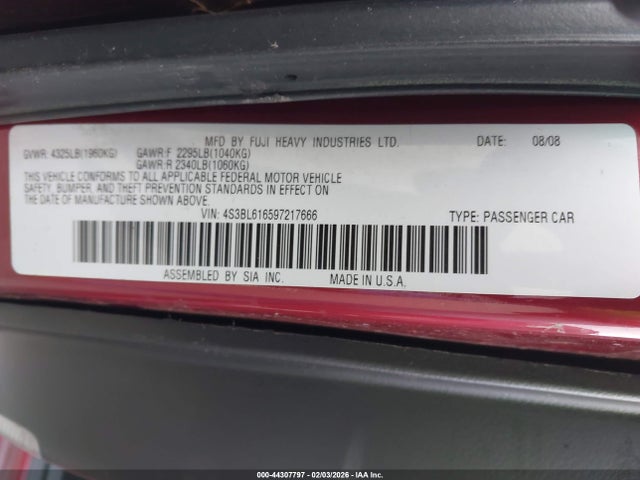 MFD BY FUJI HEAVY INDUSTRIES LTD. DATE: 08/08
GVWR: 4325LB(1960KG) GAWR:F 2295LB(1040KG)
GAWR:R 2340LB(1060KG)
THIS VEHICLE CONFORMS TO ALL APPLICABLE FEDERAL MOTOR VEHICLE
SAFETY, BUMPER, AND THEFT PREVENTION STANDARDS IN EFFECT ON
THE DATE OF MANUFACTURE SHOWN ABOVE.
VIN: 4S3BL616597217666 TYPE: PASSENGER CAR
ASSEMBLED BY SIA INC. MADE IN U.S.A.
000-44307797 - 02/03/2026 - IAA Inc.